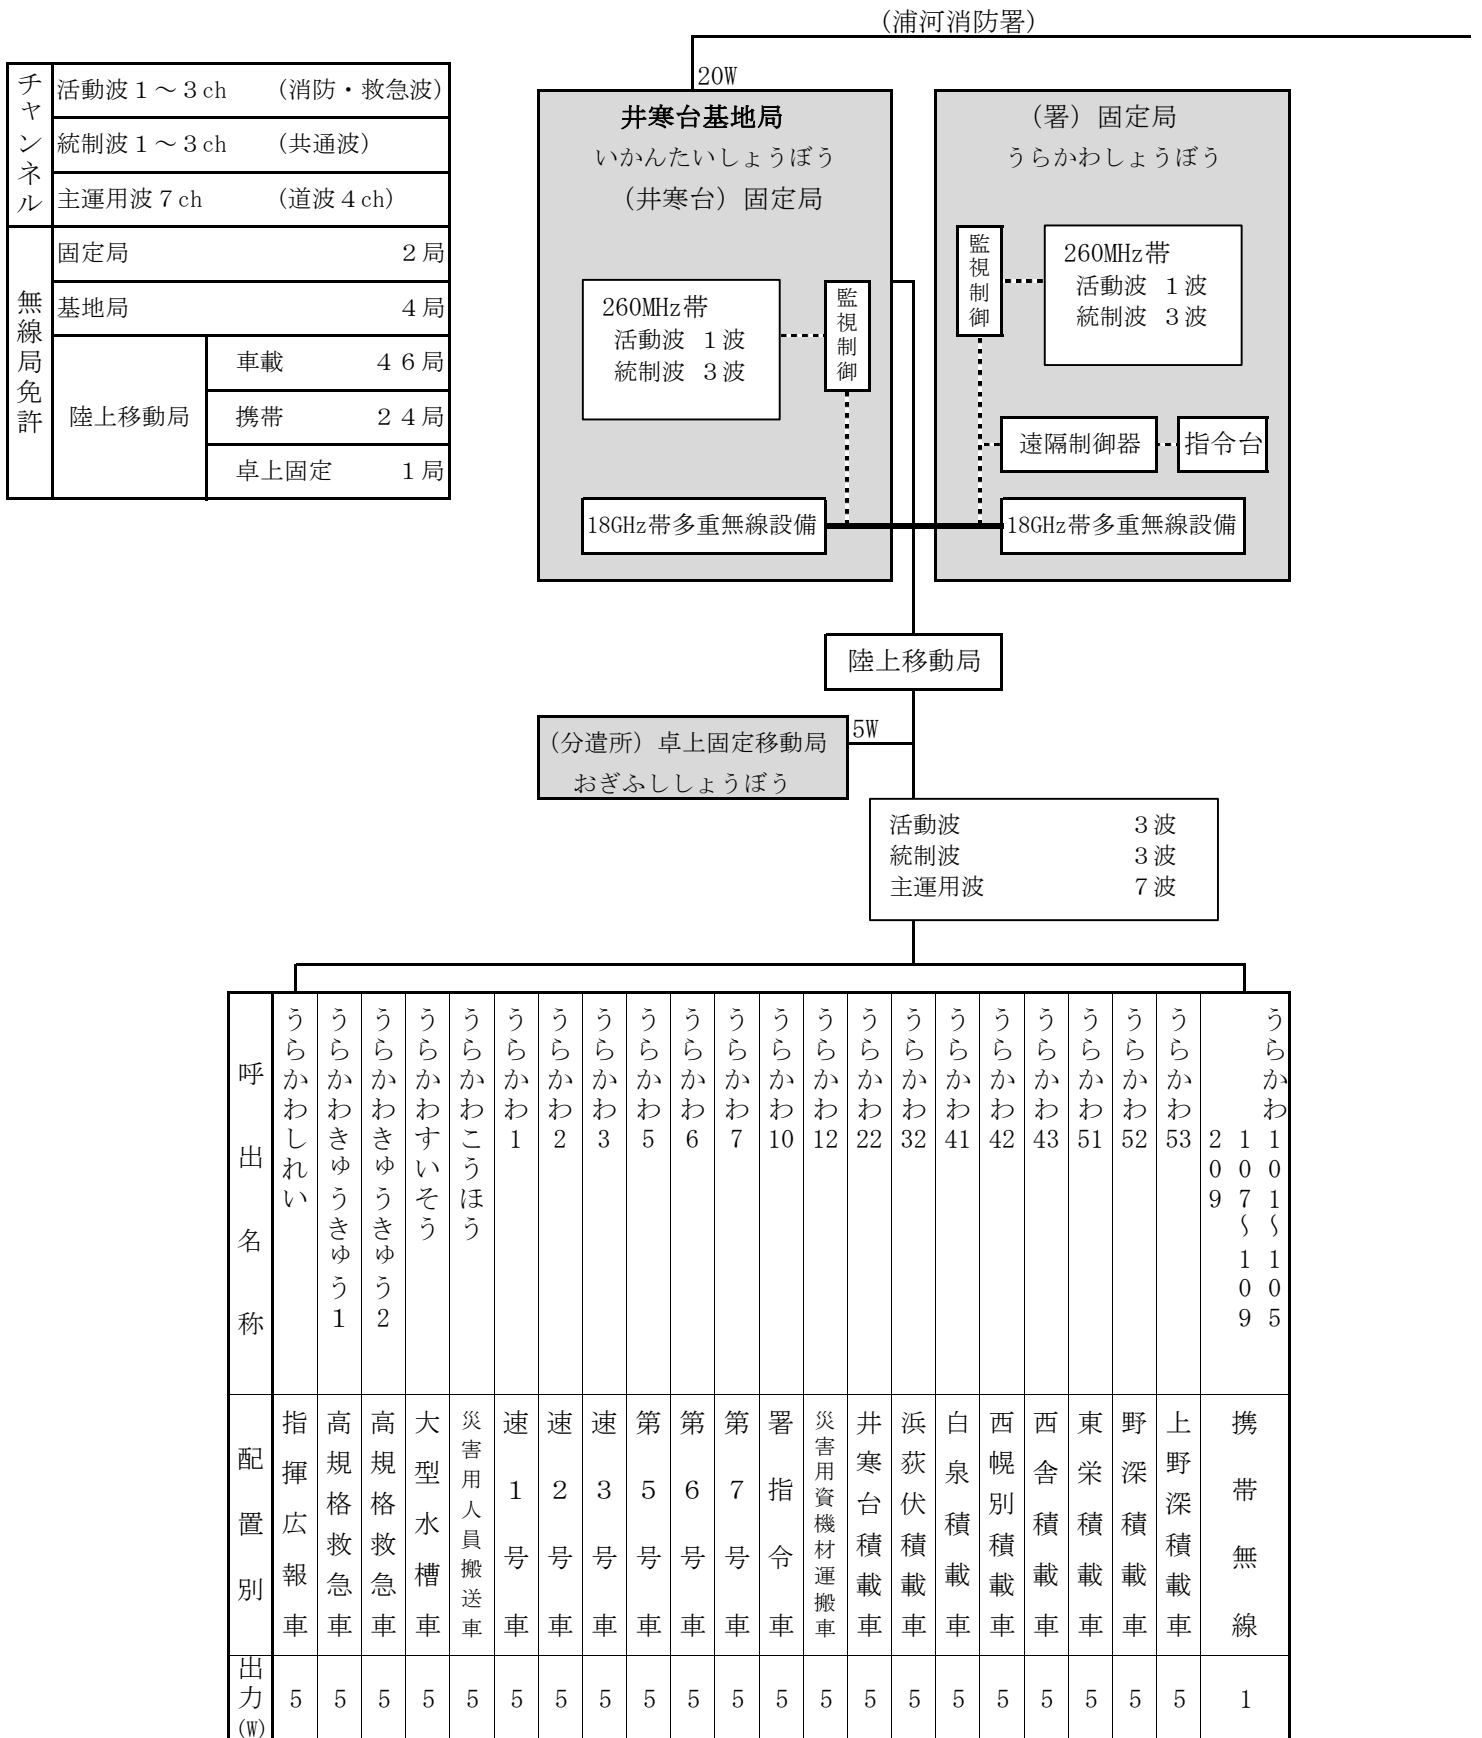 (浦河消防署)
チャンネル
活動波1～3ch (消防・救急波)
統制波1～3ch (共通波)
主運用波7ch (道波4ch)
無線局免許
固定局 2局
基地局 4局
陸上移動局
車載 46局
携帯 24局
卓上固定 1局
20W
井寒台基地局
いかんたいしょうぼう
(井寒台) 固定局
260MHz帯
活動波 1波
統制波 3波
監視制御
18GHz帯多重無線設備
(署) 固定局
うらかわしょうぼう
監視制御
260MHz帯
活動波 1波
統制波 3波
遠隔制御器
指令台
18GHz帯多重無線設備
陸上移動局
(分遣所) 卓上固定移動局
おぎふししょうぼう
5W
活動波 3波
統制波 3波
主運用波 7波
呼出名称
うらかわしれい
うらかわきゅうきゅう1
うらかわきゅうきゅう2
うらかわすいそう
うらかわこうほう
うらかわ1
うらかわ2
うらかわ3
うらかわ5
うらかわ6
うらかわ7
うらかわ10
うらかわ12
うらかわ22
うらかわ32
うらかわ41
うらかわ42
うらかわ43
うらかわ51
うらかわ52
うらかわ53
うらかわ101～105
107～109
209
配置別
指揮広報車
高規格救急車
高規格救急車
大型水槽車
災害用人員搬送車
速1号車
速2号車
速3号車
第5号車
第6号車
第7号車
署指令車
災害用資機材運搬車
井寒台積載車
浜荻伏積載車
白泉積載車
西幌別積載車
西舎積載車
東栄積載車
野深積載車
上野深積載車
携帯無線
出力(W)
5 5 5 5 5 5 5 5 5 5 5 5 5 5 5 5 5 5 5 5 5 1